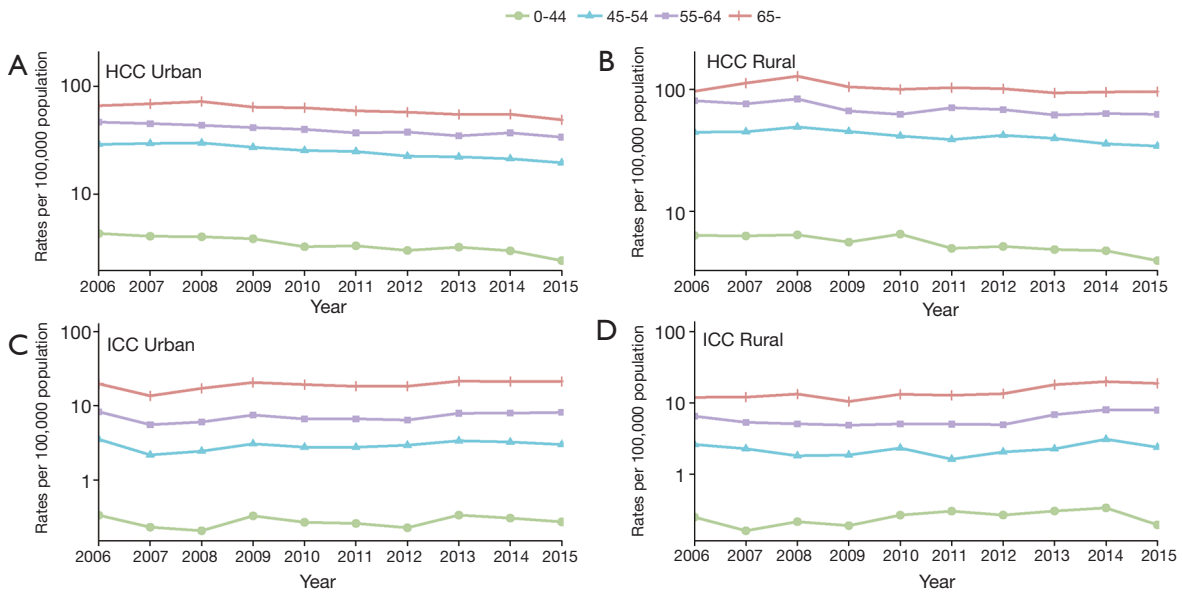 0-44 45-54 55-64 65-
A
HCC Urban
Rates per 100,000 population
100
10
2006 2007 2008 2009 2010 2011 2012 2013 2014 2015
Year
B
HCC Rural
Rates per 100,000 population
100
10
2006 2007 2008 2009 2010 2011 2012 2013 2014 2015
Year
C
ICC Urban
Rates per 100,000 population
100
10
1
2006 2007 2008 2009 2010 2011 2012 2013 2014 2015
Year
D
ICC Rural
Rates per 100,000 population
100
10
1
2006 2007 2008 2009 2010 2011 2012 2013 2014 2015
Year